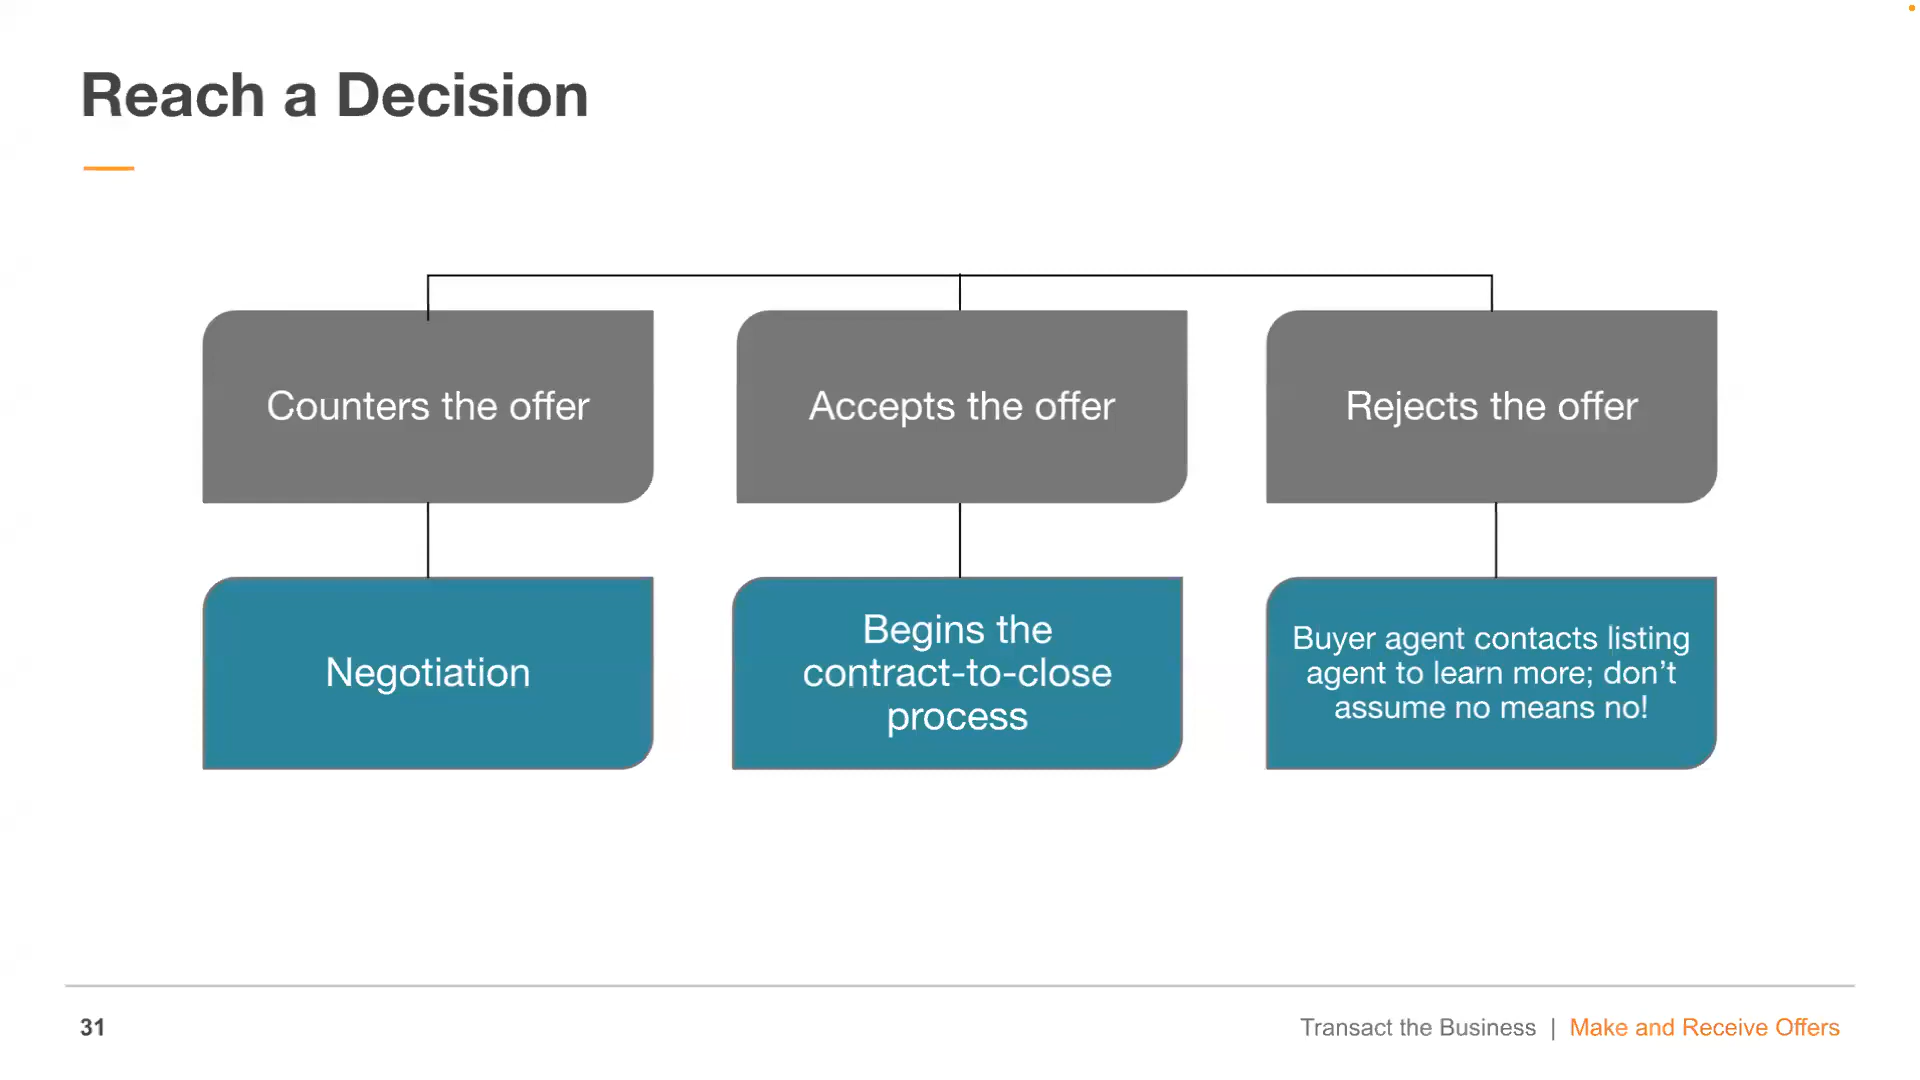 Reach a Decision
Counters the offer
Accepts the offer
Rejects the offer
Negotiation
Begins the
contract-to-close
process
Buyer agent contacts listing
agent to learn more; don’t
assume no means no!
31
Transact the Business | Make and Receive Offers